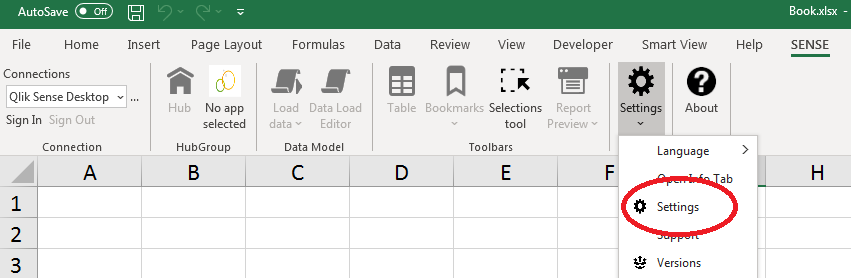 AutoSave Off Book.xlsx -
File Home Insert Page Layout Formulas Data Review View Developer Smart View Help SENSE
Connections
Qlik Sense Desktop ...
Sign In Sign Out
Connection
Hub
No app
selected
HubGroup
Load
data
Data Load
Editor
Data Model
Table
Bookmarks
Selections
tool
Report
Preview
Toolbars
Settings
About
Language
Open Info Tab
Settings
Support
Versions
A B C D E F H
1
2
3